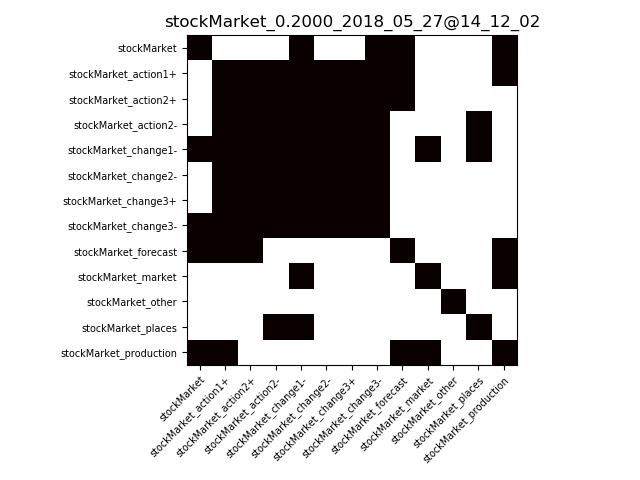 stockMarket_0.2000_2018_05_27@14_12_02
stockMarket
stockMarket_action1+
stockMarket_action2+
stockMarket_action2-
stockMarket_change1-
stockMarket_change2-
stockMarket_change3+
stockMarket_change3-
stockMarket_forecast
stockMarket_market
stockMarket_other
stockMarket_places
stockMarket_production
stockMarket
stockMarket_action1+
stockMarket_action2+
stockMarket_action2-
stockMarket_change1-
stockMarket_change2-
stockMarket_change3+
stockMarket_change3-
stockMarket_forecast
stockMarket_market
stockMarket_other
stockMarket_places
stockMarket_production